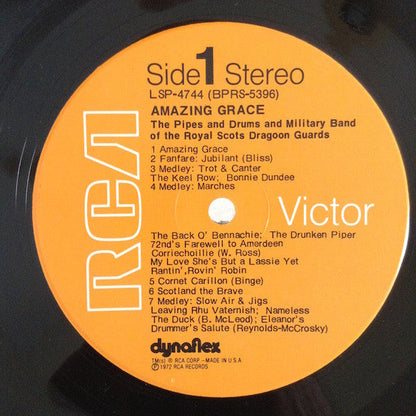 Side 1 Stereo
LSP-4744 (BPRS-5396)
AMAZING GRACE
The Pipes and Drums and Military Band
of the Royal Scots Dragoon Guards
1 Amazing Grace
2 Fanfare: Jubilant (Bliss)
3 Medley: Trot & Canter
The Keel Row; Bonnie Dundee
4 Medley: Marches
RCA
Victor
The Back O' Bennachie; The Drunken Piper
72nd's Farewell to Amerdeen
Corriechoillie (W. Ross)
My Love She's But a Lassie Yet
Rantin',Rovin' Robin
5 Cornet Carillon (Binge)
6 Scotland the Brave
7 Medley: Slow Air & Jigs
Leaving Rhu Vaternish; Nameless
The Duck (B. McLeod); Eleanor's
Drummer's Salute (Reynolds-McCrosky)
dynaflex
TM(s) ® RCA CORP—MADE IN U.S.A.
Ⓟ 1972 RCA RECORDS